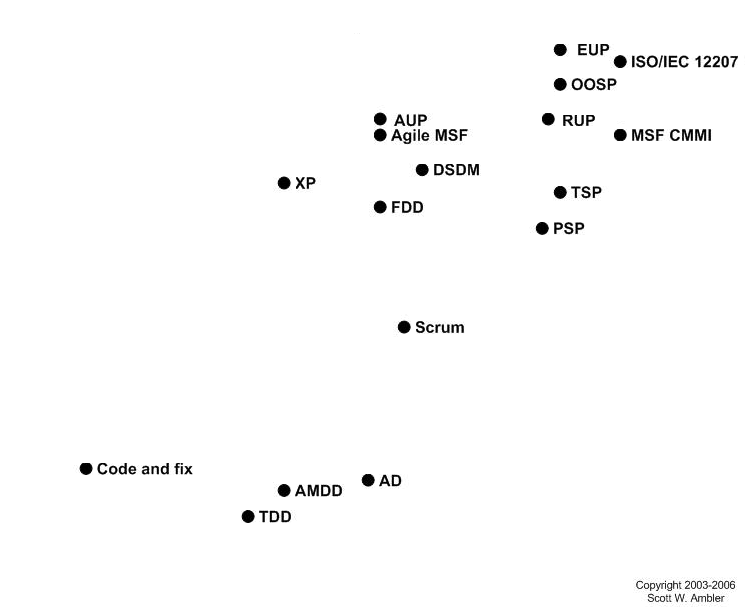 EUP
ISO/IEC 12207
OOSP
AUP
RUP
Agile MSF
MSF CMMI
DSDM
XP
TSP
FDD
PSP
Scrum
Code and fix
AD
AMDD
TDD
Copyright 2003-2006
Scott W. Ambler